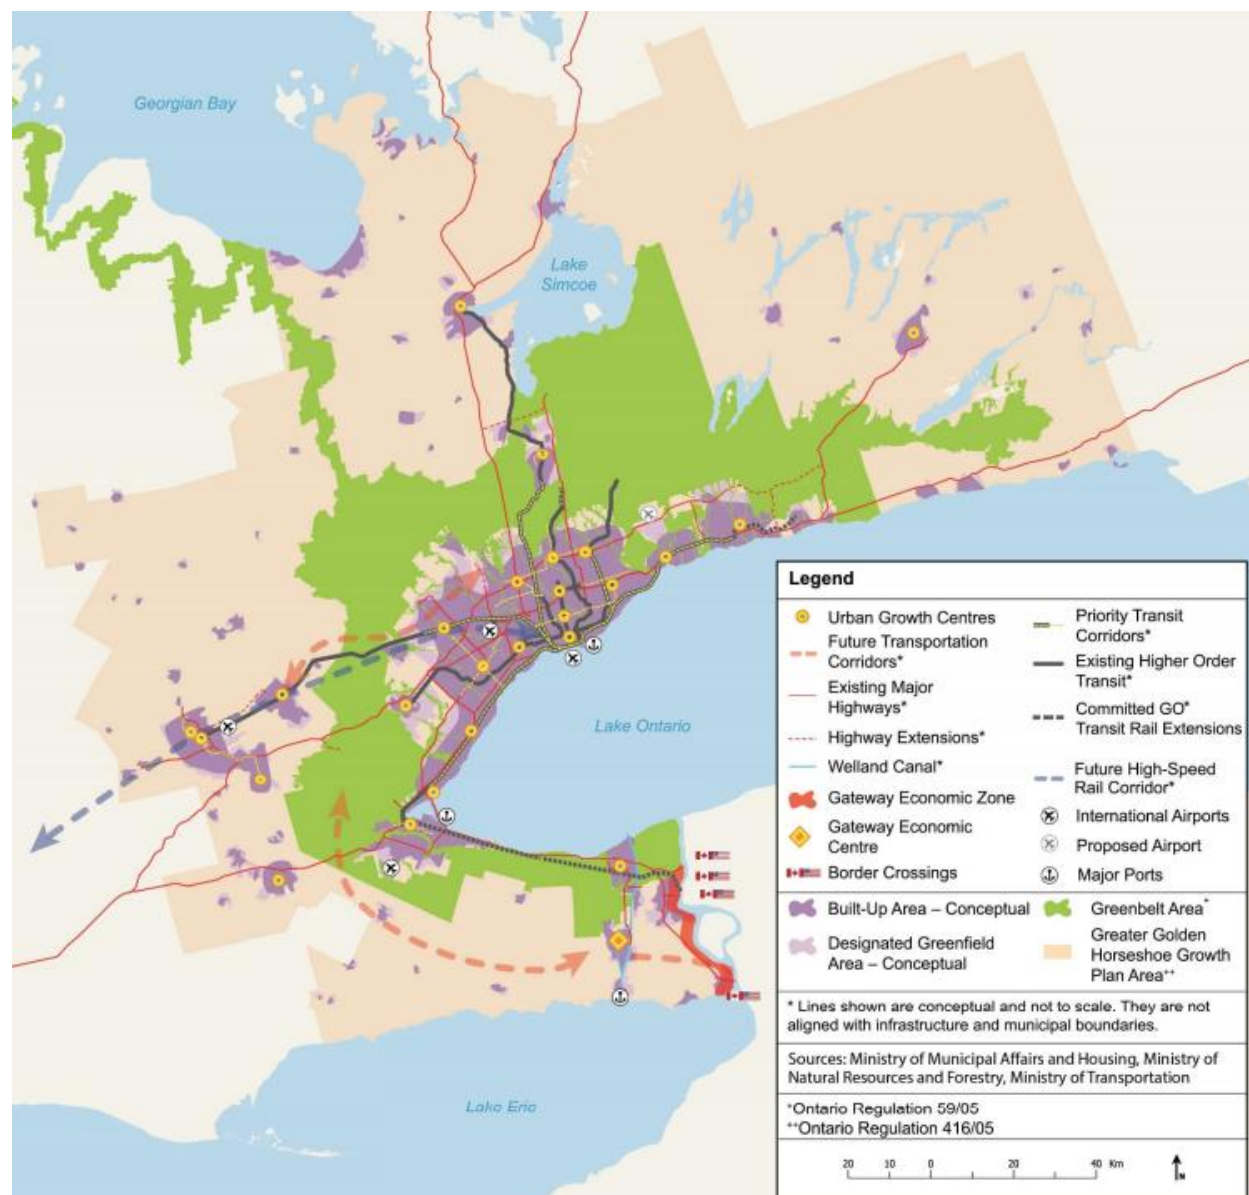 Georgian Bay
Lake
Simcoe
Lake Ontario
Lake Erie
Legend
Urban Growth Centres
Future Transportation
Corridors*
Existing Major
Highways*
Highway Extensions*
Welland Canal*
Gateway Economic Zone
Gateway Economic
Centre
Border Crossings
Priority Transit
Corridors*
Existing Higher Order
Transit*
Committed GO*
Transit Rail Extensions
Future High-Speed
Rail Corridor*
International Airports
Proposed Airport
Major Ports
Built-Up Area – Conceptual
Designated Greenfield
Area – Conceptual
Greenbelt Area+
Greater Golden
Horseshoe Growth
Plan Area++
* Lines shown are conceptual and not to scale. They are not
aligned with infrastructure and municipal boundaries.
Sources: Ministry of Municipal Affairs and Housing, Ministry of
Natural Resources and Forestry, Ministry of Transportation
+Ontario Regulation 59/05
++Ontario Regulation 416/05
20 10 0 20 40 Km
N